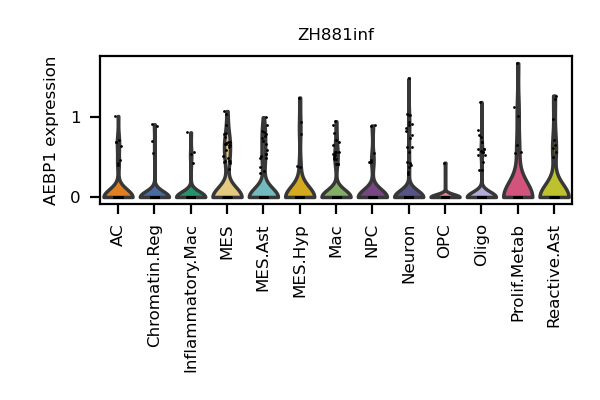 ZH881inf
AEBP1 expression
1
0
AC
Chromatin.Reg
Inflammatory.Mac
MES
MES.Ast
MES.Hyp
Mac
NPC
Neuron
OPC
Oligo
Prolif.Metab
Reactive.Ast